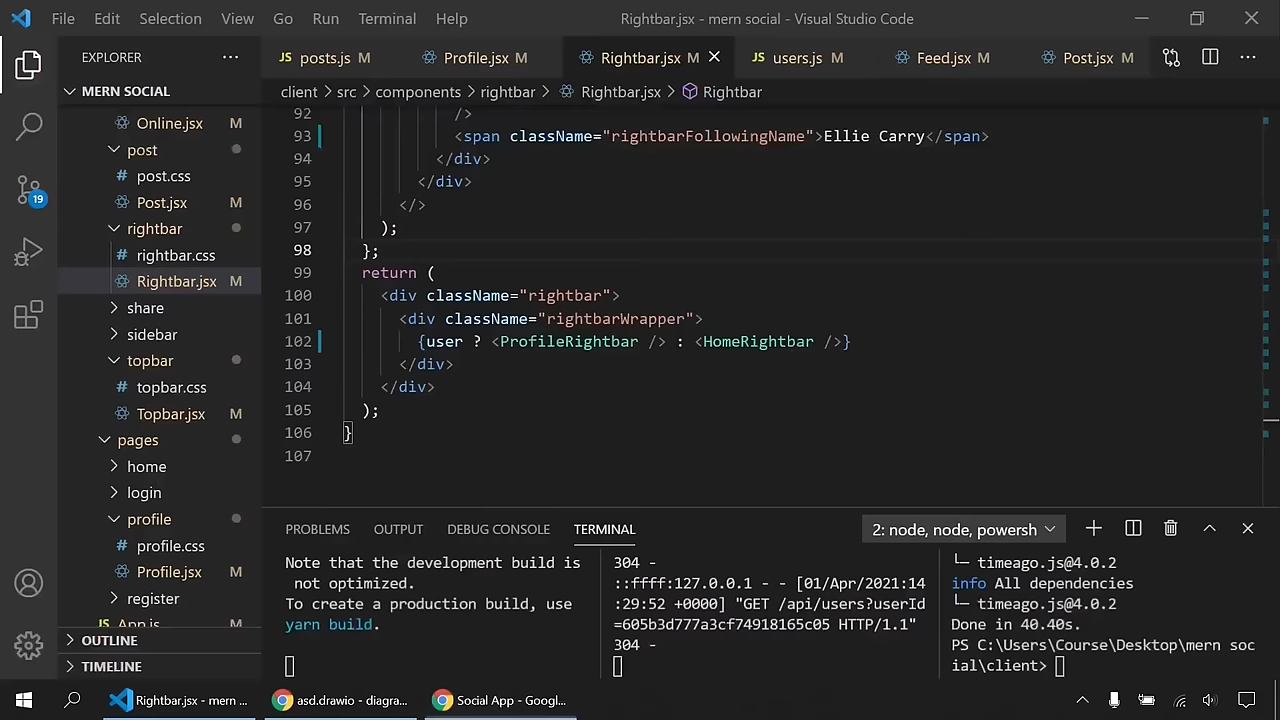 File Edit Selection View Go Run Terminal Help Rightbar.jsx - mern social - Visual Studio Code
EXPLORER ···
JS posts.js M Profile.jsx M Rightbar.jsx M JS users.js M Feed.jsx M Post.jsx M ···
MERN SOCIAL
client > src > components > rightbar > Rightbar.jsx > Rightbar
Online.jsx M
post
# post.css
Post.jsx M
rightbar
# rightbar.css
Rightbar.jsx M
share
sidebar
topbar
# topbar.css
Topbar.jsx M
pages
home
login
profile
# profile.css
Profile.jsx M
register
JS App.js M
OUTLINE
TIMELINE
19
92 />
93 <span className="rightbarFollowingName">Ellie Carry</span>
94 </div>
95 </div>
96 </>
97 );
98 };
99 return (
100 <div className="rightbar">
101 <div className="rightbarWrapper">
102 {user ? <ProfileRightbar /> : <HomeRightbar />}
103 </div>
104 </div>
105 );
106 }
107
PROBLEMS OUTPUT DEBUG CONSOLE TERMINAL 2: node, node, powersh
Note that the development build is
not optimized.
To create a production build, use
yarn build.
304 -
::ffff:127.0.0.1 - - [01/Apr/2021:14
:29:52 +0000] "GET /api/users?userId
=605b3d777a3cf74918165c05 HTTP/1.1"
304 -
└─ timeago.js@4.0.2
info All dependencies
└─ timeago.js@4.0.2
Done in 40.40s.
PS C:\Users\Course\Desktop\mern soc
ial\client>
Rightbar.jsx - mern ... asd.drawio - diagra... Social App - Googl...